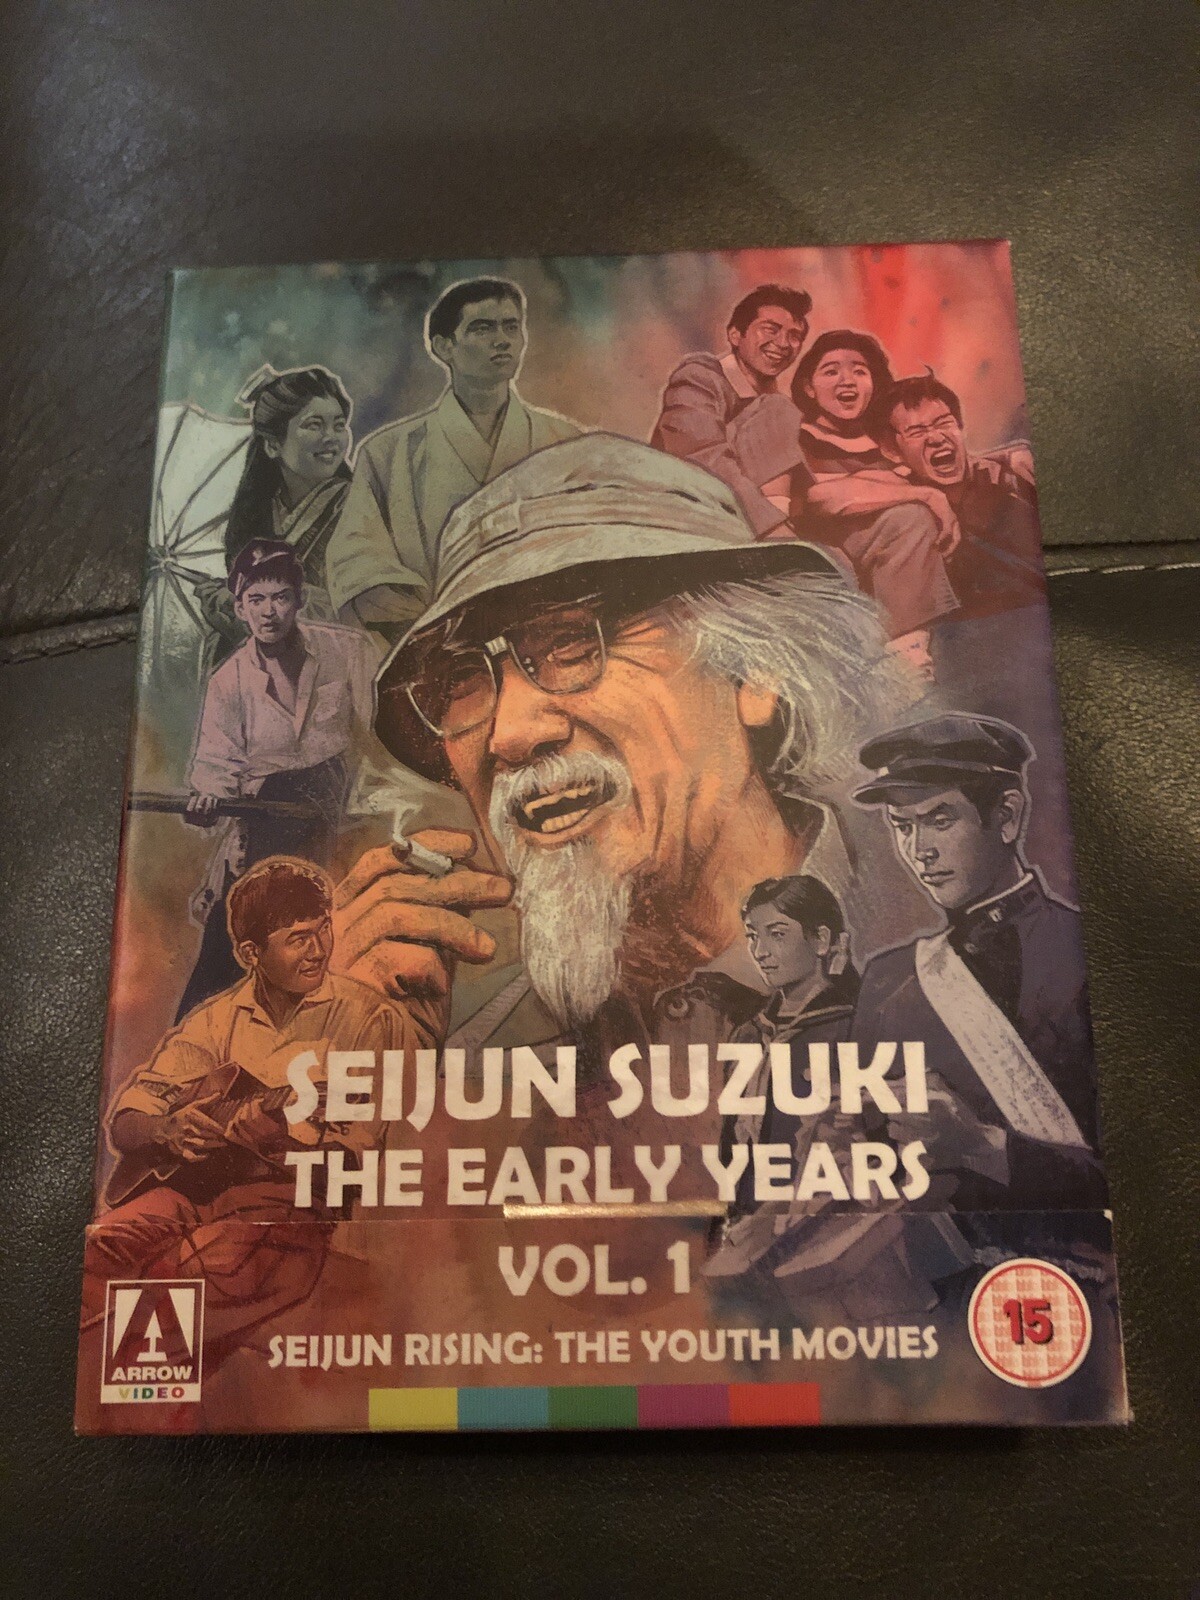 SEIJUN SUZUKI
THE EARLY YEARS
VOL. 1
SEIJUN RISING: THE YOUTH MOVIES
ARROW
VIDEO
15